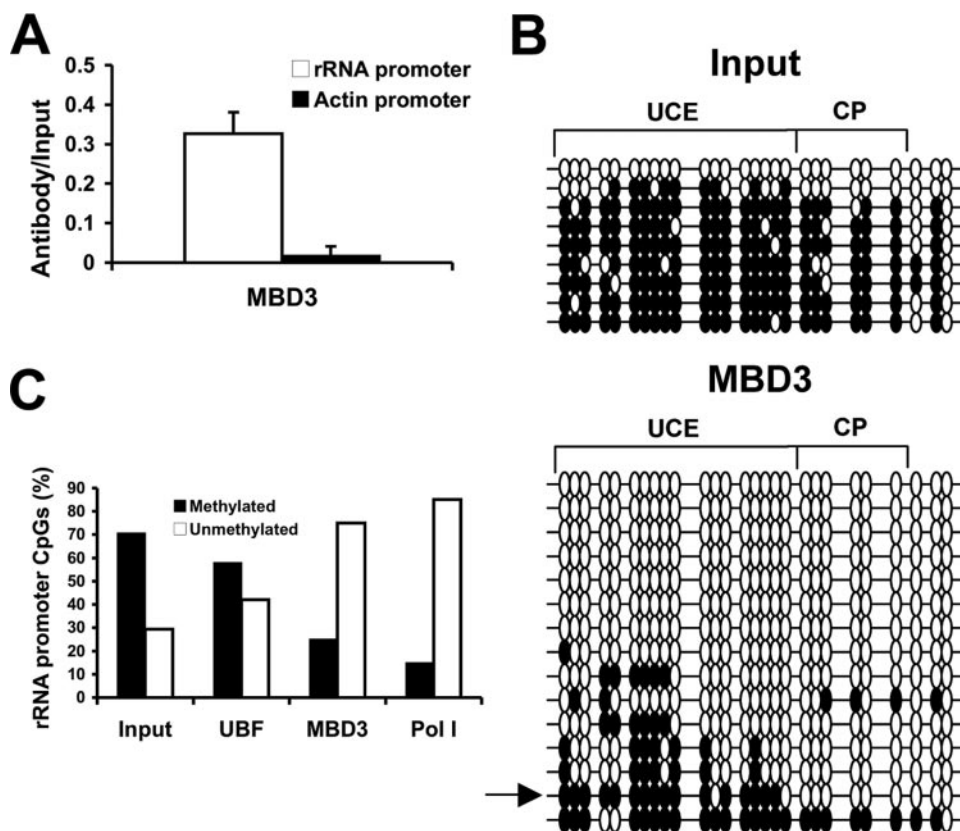 A
0.5
0.4
0.3
0.2
0.1
0
Antibody/Input
rRNA promoter
Actin promoter
MBD3
B
Input
UCE CP
MBD3
UCE CP
C
90
80
70
60
50
40
30
20
10
0
rRNA promoter CpGs (%)
Methylated
Unmethylated
Input UBF MBD3 Pol I